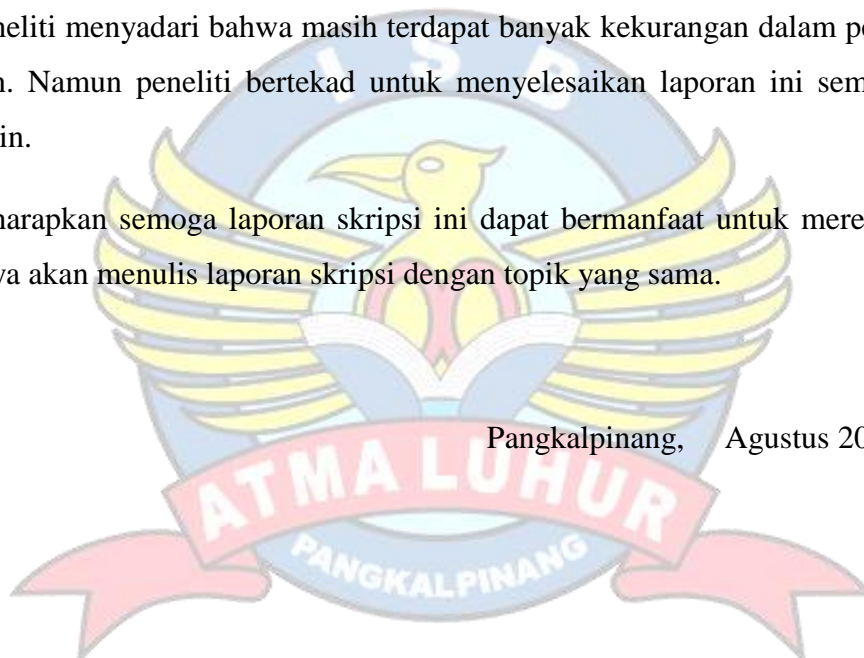 neliti menyadari bahwa masih terdapat banyak kekurangan dalam
n. Namun peneliti bertekad untuk menyelesaikan laporan ini sem
in.
harapkan semoga laporan skripsi ini dapat bermanfaat untuk mere
ya akan menulis laporan skripsi dengan topik yang sama.
Pangkalpinang, Agustus 20
I S B
ATMA LUHUR
PANGKALPINANG